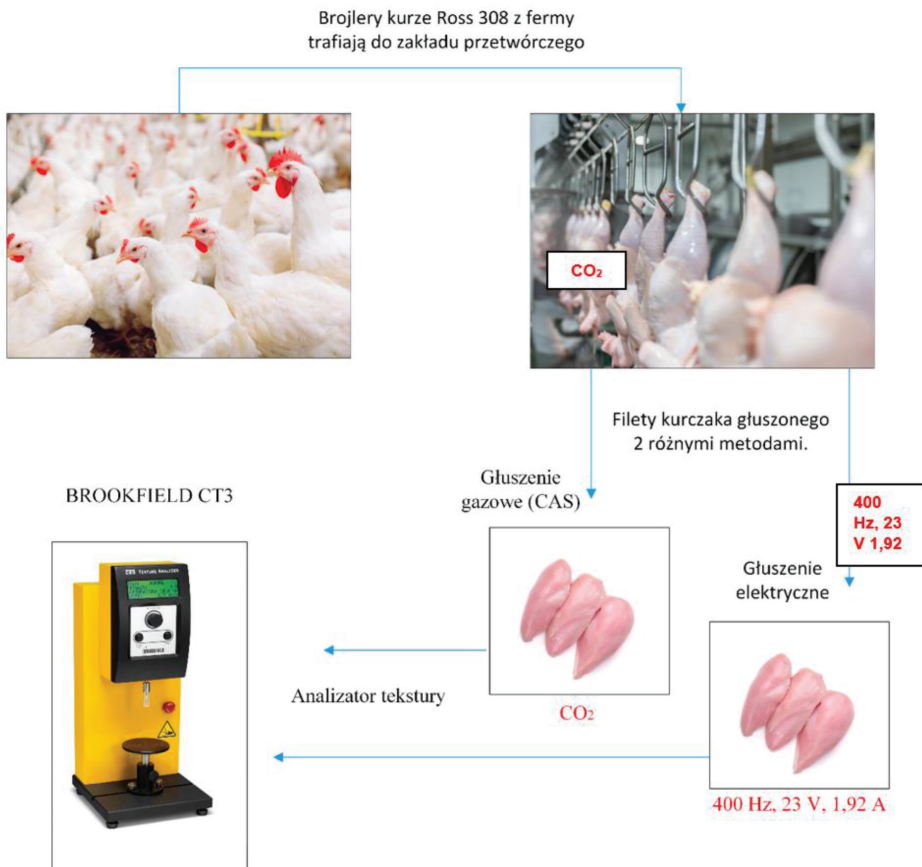 Brojlery kurze Ross 308 z fermy
trafiają do zakładu przetwórczego
CO₂
Filety kurczaka głuszonego
2 różnymi metodami.
Głuszenie
gazowe (CAS)
400
Hz, 23
V 1,92
Głuszenie
elektryczne
BROOKFIELD CT3
TEXTURE ANALYZER
BROOKFIELD
Analizator tekstury
CO₂
400 Hz, 23 V, 1,92 A